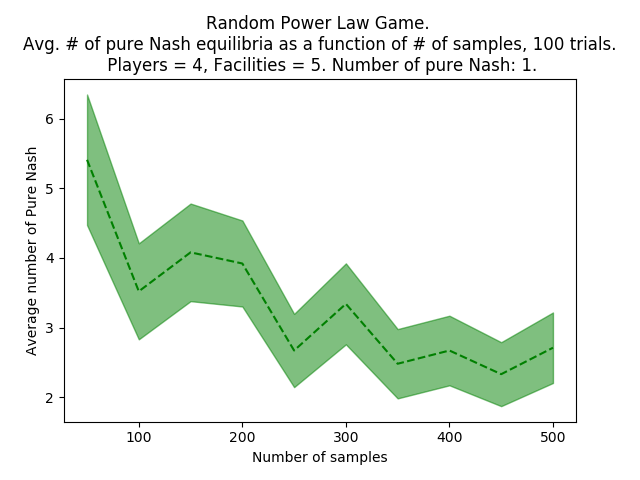 Random Power Law Game.
Avg. # of pure Nash equilibria as a function of # of samples, 100 trials.
Players = 4, Facilities = 5. Number of pure Nash: 1.
6
5
4
3
2
Average number of Pure Nash
100 200 300 400 500
Number of samples